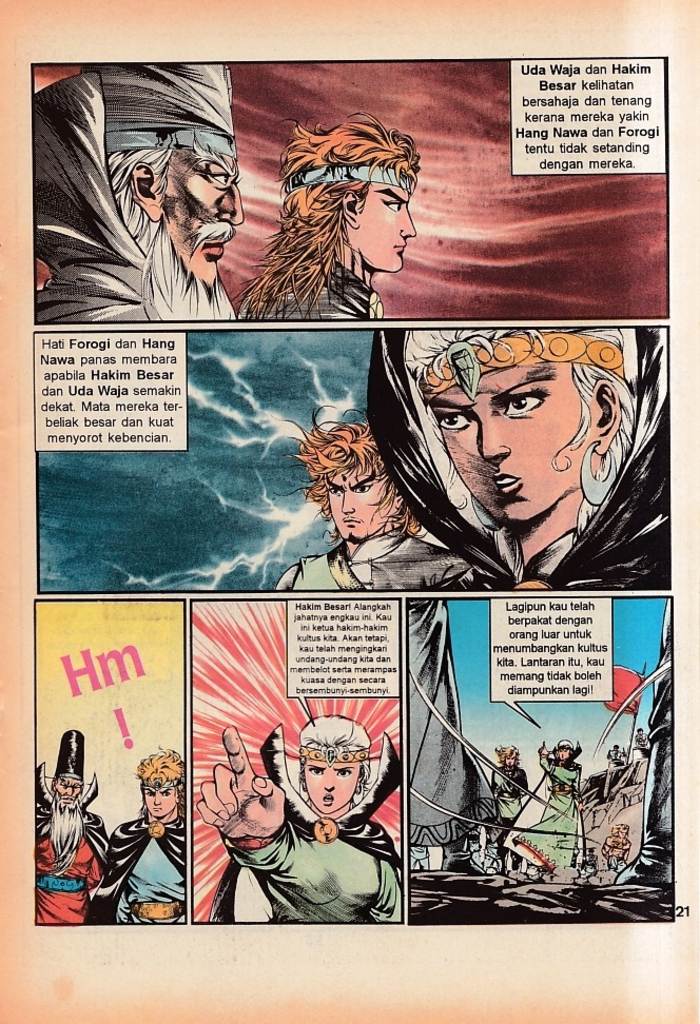 Uda Waja dan Hakim
Besar kelihatan
bersahaja dan tenang
kerana mereka yakin
Hang Nawa dan Forogi
tentu tidak setanding
dengan mereka.
Hati Forogi dan Hang
Nawa panas membara
apabila Hakim Besar
dan Uda Waja semakin
dekat. Mata mereka ter-
beliak besar dan kuat
menyorot kebencian.
Hm
!
Hakim Besar! Alangkah
jahatnya engkau ini. Kau
ini ketua hakim-hakim
kultus kita. Akan tetapi,
kau telah mengingkari
undang-undang kita dan
membelot serta merampas
kuasa dengan secara
bersembunyi-sembunyi.
Lagipun kau telah
berpakat dengan
orang luar untuk
menumbangkan kultus
kita. Lantaran itu, kau
memang tidak boleh
diampunkan lagi!
21